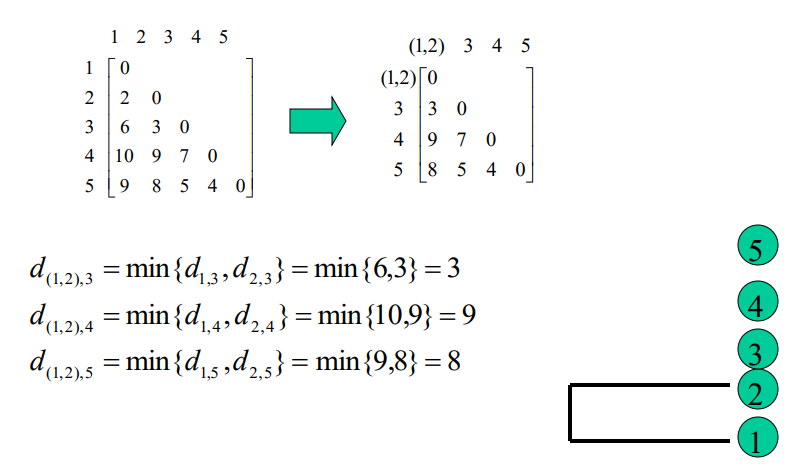 1 2 3 4 5
1 0
2 2 0
3 6 3 0
4 10 9 7 0
5 9 8 5 4 0
(1,2) 3 4 5
(1,2) 0
3 3 0
4 9 7 0
5 8 5 4 0
d(1,2),3 = min{d1,3,d2,3} = min{6,3} = 3
d(1,2),4 = min{d1,4,d2,4} = min{10,9} = 9
d(1,2),5 = min{d1,5,d2,5} = min{9,8} = 8
5
4
3
2
1